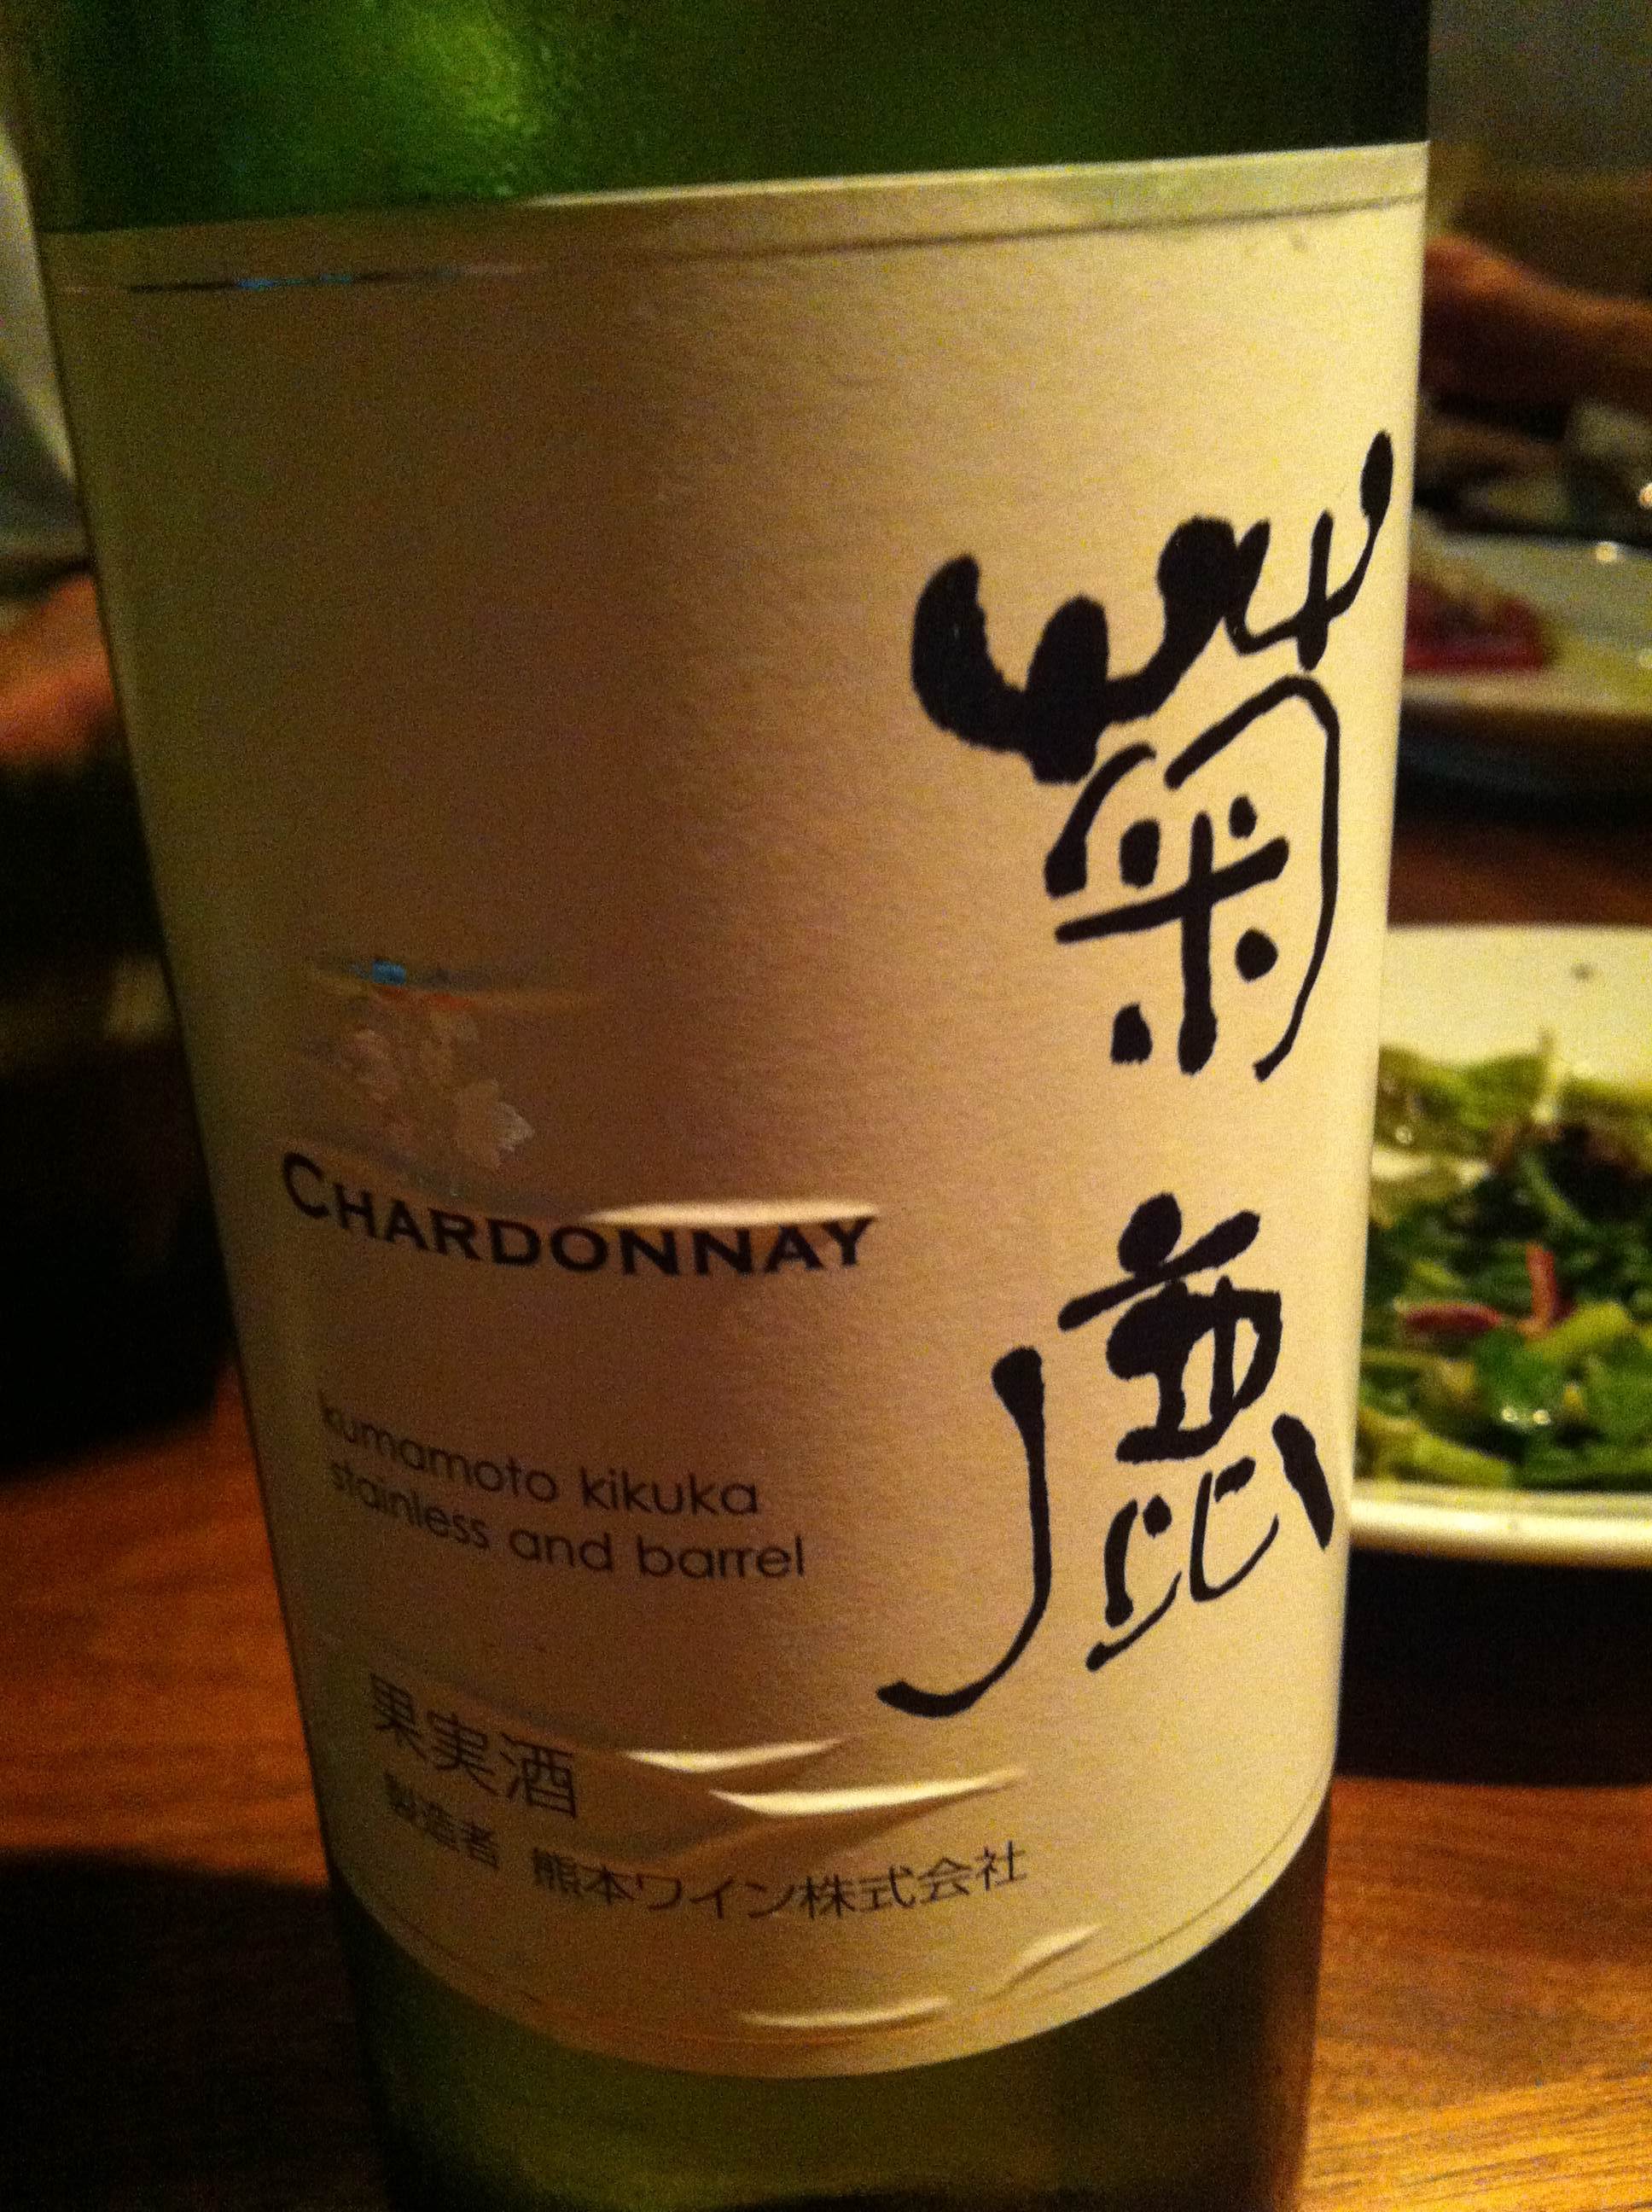 菊鹿
CHARDONNAY
kumamoto kikuka
stainless and barrel
果実酒
製造者 熊本ワイン株式会社